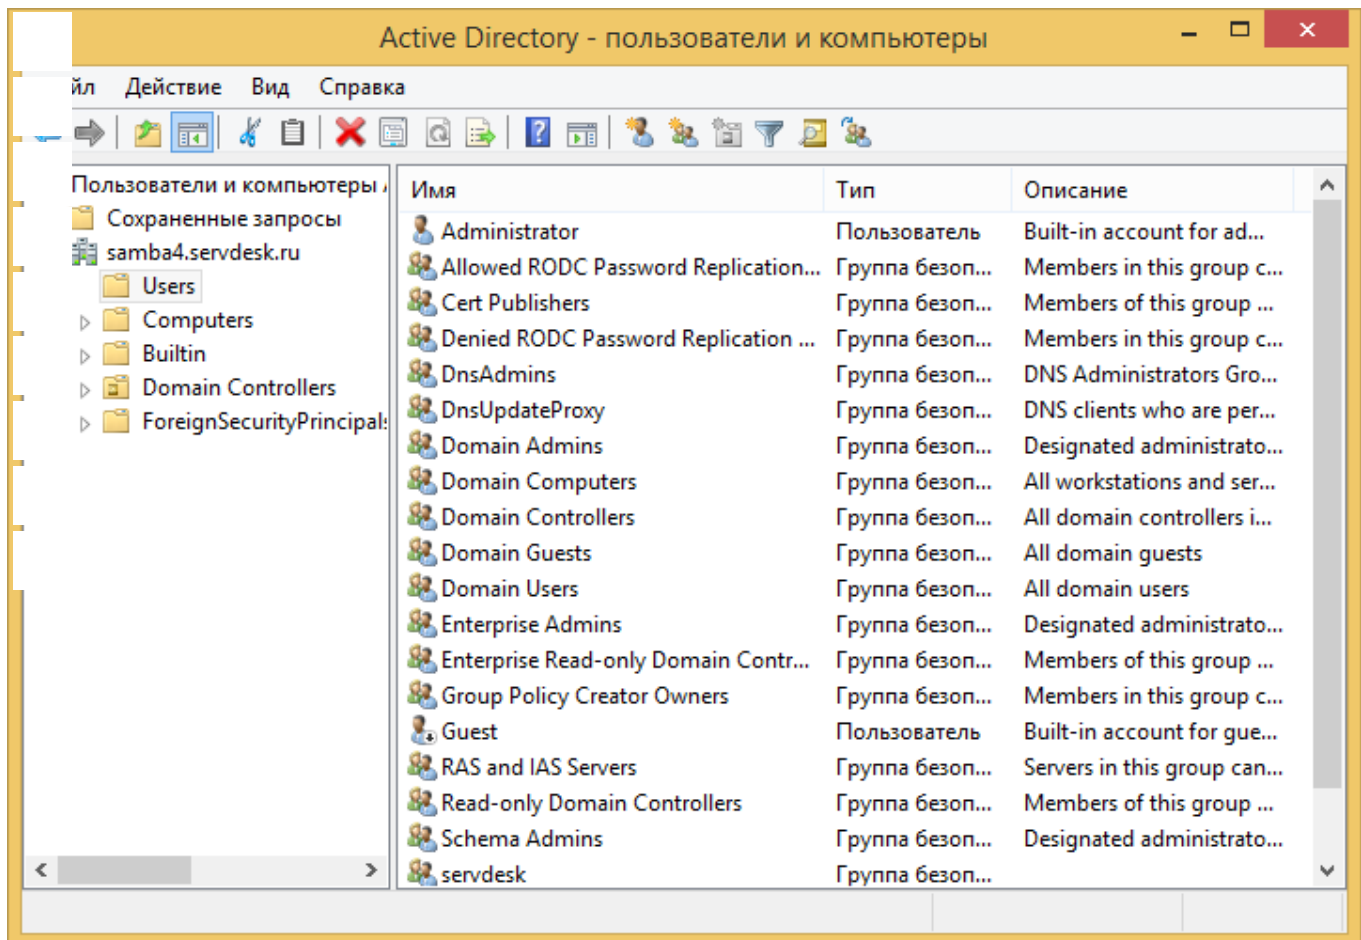 Active Directory - пользователи и компьютеры
йл Действие Вид Справка
Пользователи и компьютеры
Сохраненные запросы
samba4.servdesk.ru
Users
Computers
Builtin
Domain Controllers
ForeignSecurityPrincipals
Имя Тип Описание
Administrator Пользователь Built-in account for ad...
Allowed RODC Password Replication... Группа безоп... Members in this group c...
Cert Publishers Группа безоп... Members of this group ...
Denied RODC Password Replication ... Группа безоп... Members in this group c...
DnsAdmins Группа безоп... DNS Administrators Gro...
DnsUpdateProxy Группа безоп... DNS clients who are per...
Domain Admins Группа безоп... Designated administrato...
Domain Computers Группа безоп... All workstations and ser...
Domain Controllers Группа безоп... All domain controllers i...
Domain Guests Группа безоп... All domain guests
Domain Users Группа безоп... All domain users
Enterprise Admins Группа безоп... Designated administrato...
Enterprise Read-only Domain Contr... Группа безоп... Members of this group ...
Group Policy Creator Owners Группа безоп... Members in this group c...
Guest Пользователь Built-in account for gue...
RAS and IAS Servers Группа безоп... Servers in this group can...
Read-only Domain Controllers Группа безоп... Members of this group ...
Schema Admins Группа безоп... Designated administrato...
servdesk Группа безоп...